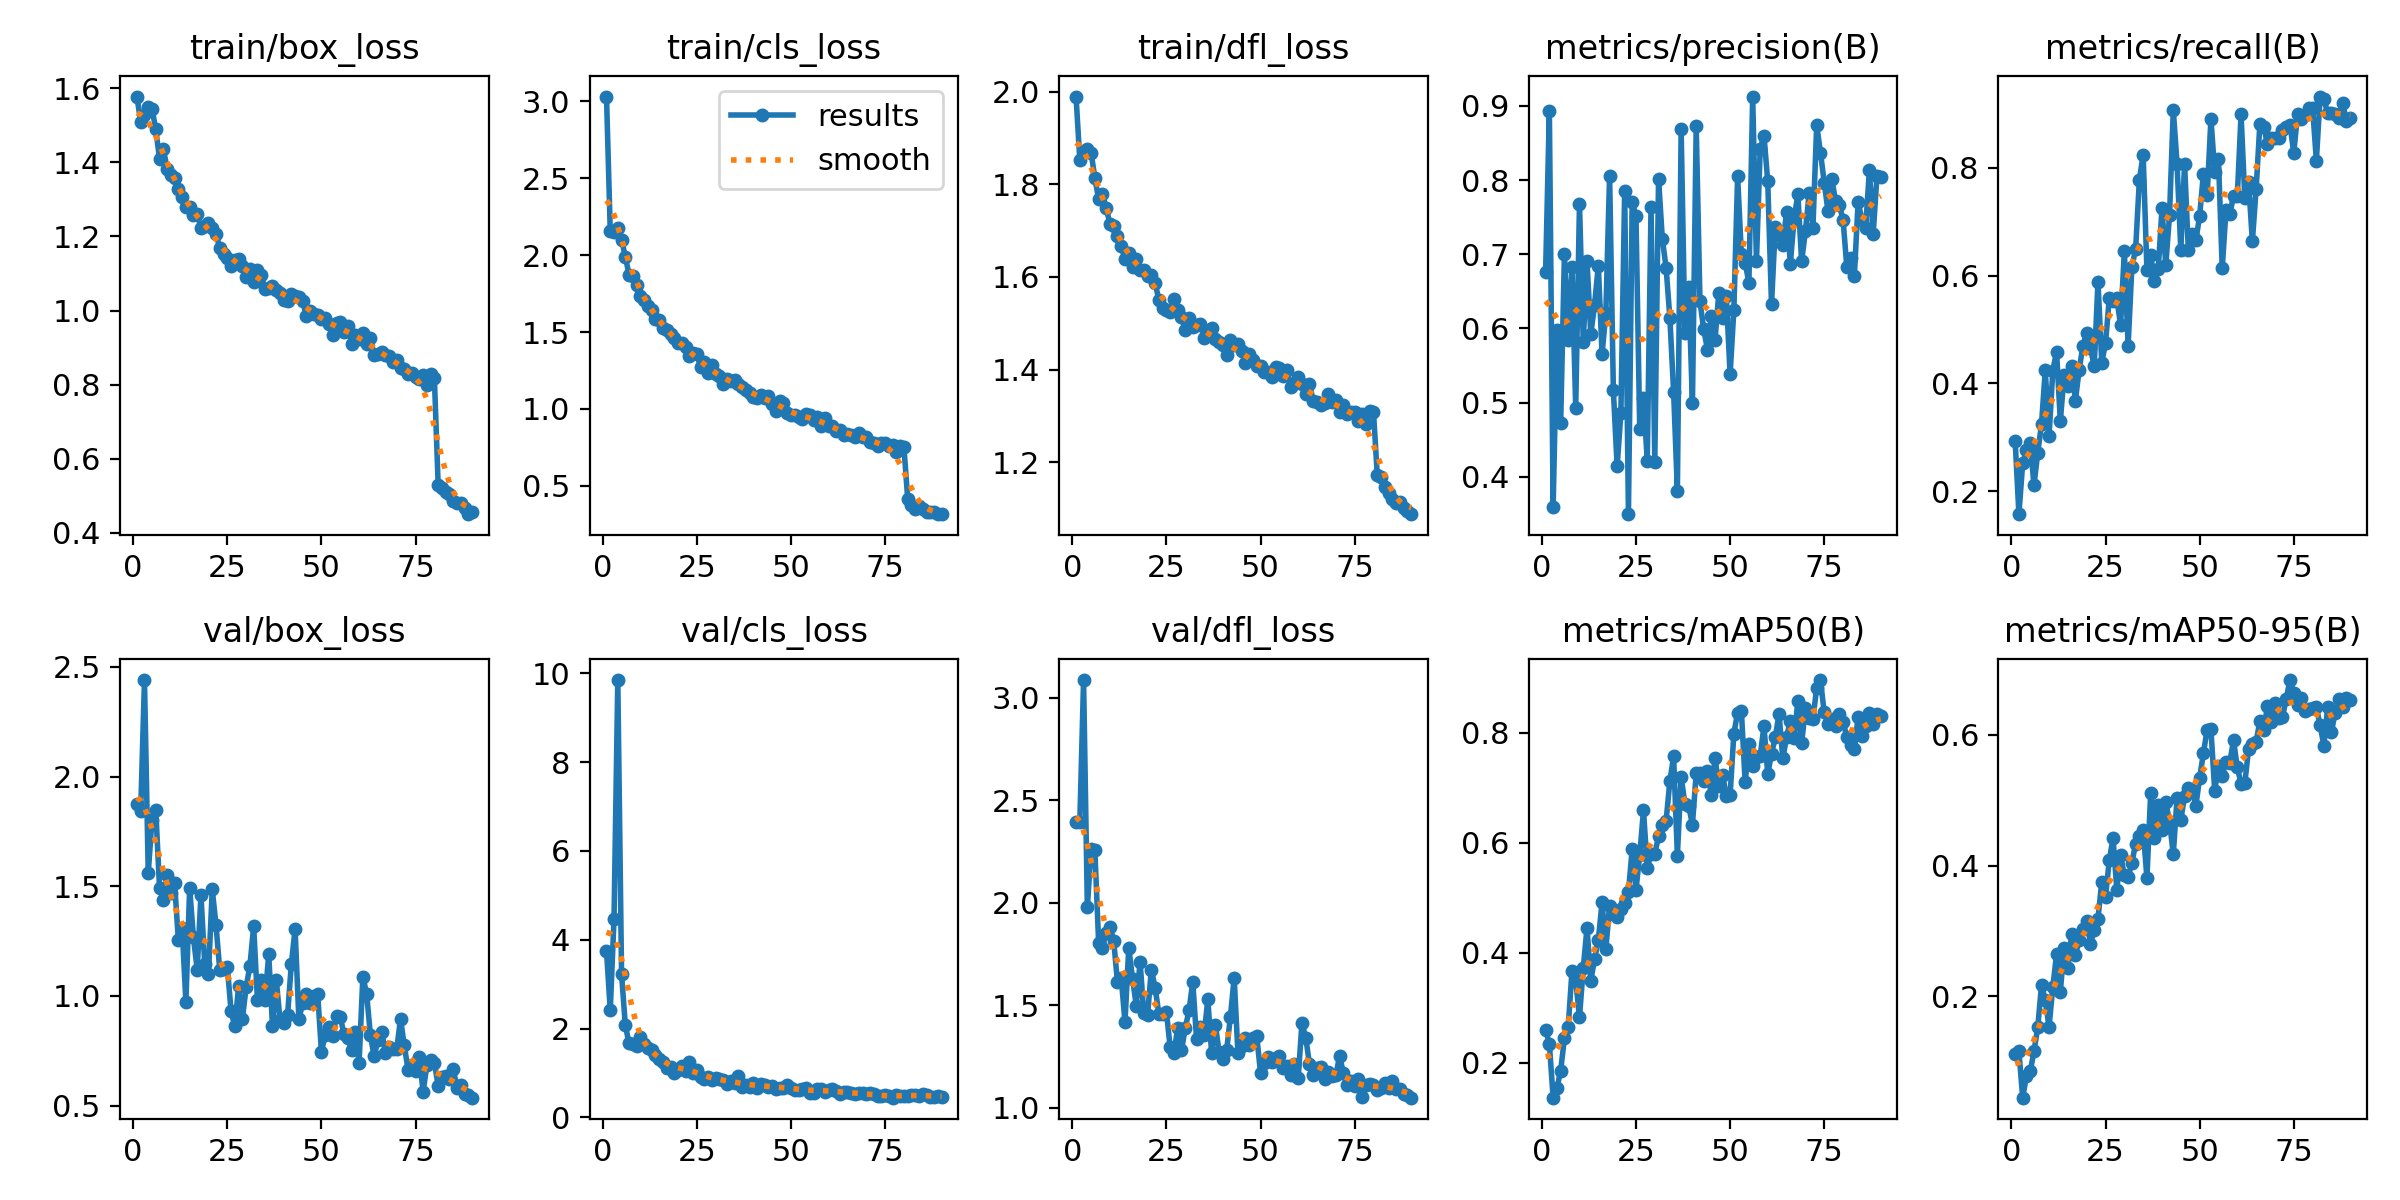 train/box_loss
1.6
1.4
1.2
1.0
0.8
0.6
0.4
0 25 50 75
train/cls_loss
results
smooth
3.0
2.5
2.0
1.5
1.0
0.5
0 25 50 75
train/dfl_loss
2.0
1.8
1.6
1.4
1.2
0 25 50 75
metrics/precision(B)
0.9
0.8
0.7
0.6
0.5
0.4
0 25 50 75
metrics/recall(B)
0.8
0.6
0.4
0.2
0 25 50 75
val/box_loss
2.5
2.0
1.5
1.0
0.5
0 25 50 75
val/cls_loss
10
8
6
4
2
0
0 25 50 75
val/dfl_loss
3.0
2.5
2.0
1.5
1.0
0 25 50 75
metrics/mAP50(B)
0.8
0.6
0.4
0.2
0 25 50 75
metrics/mAP50-95(B)
0.6
0.4
0.2
0 25 50 75